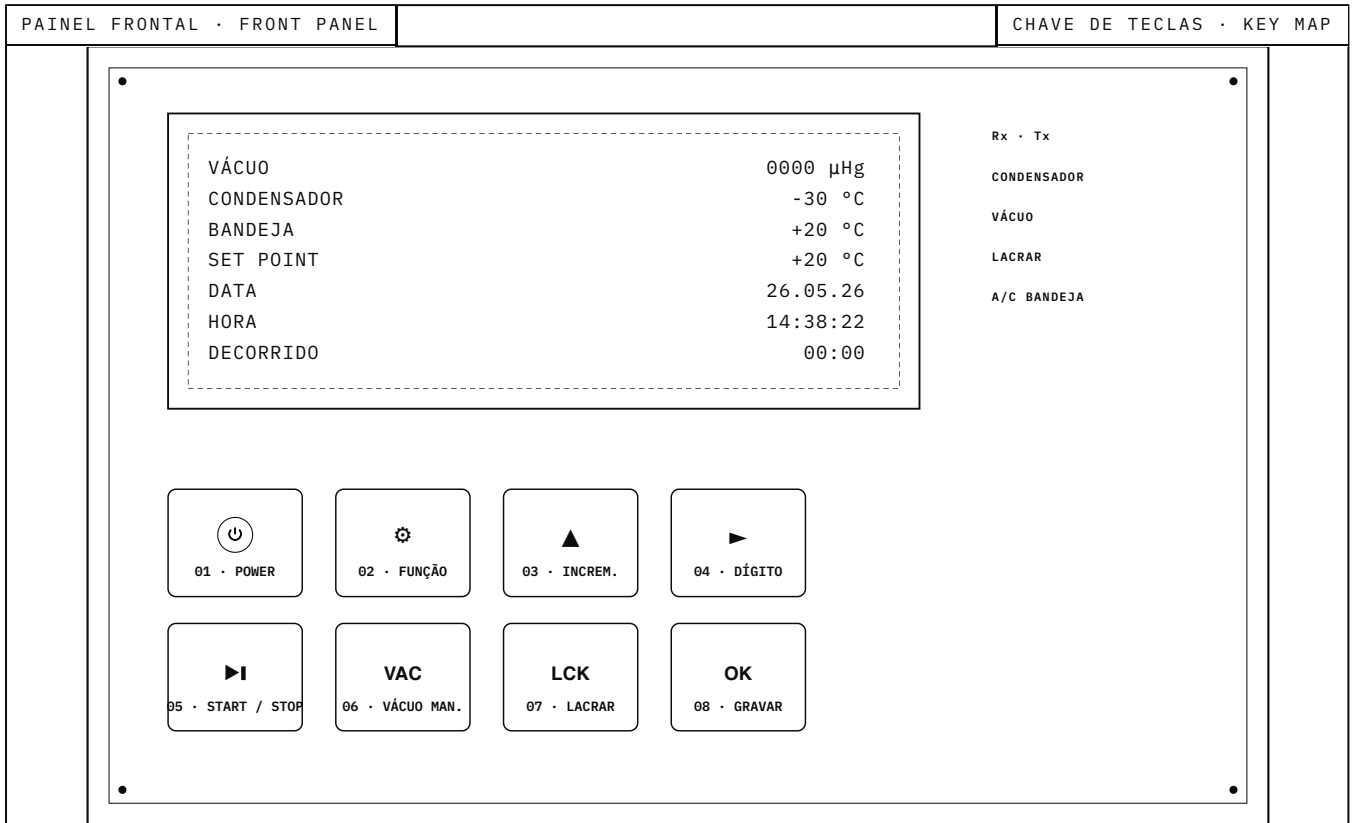 PAINEL FRONTAL · FRONT PANEL
CHAVE DE TECLAS · KEY MAP
VÁCUO 0000 µHg
CONDENSADOR -30 °C
BANDEJA +20 °C
SET POINT +20 °C
DATA 26.05.26
HORA 14:38:22
DECORRIDO 00:00
Rx · Tx
CONDENSADOR
VÁCUO
LACRAR
A/C BANDEJA
01 · POWER
02 · FUNÇÃO
03 · INCREM.
04 · DÍGITO
05 · START / STOP
VAC
06 · VÁCUO MAN.
LCK
07 · LACRAR
OK
08 · GRAVAR